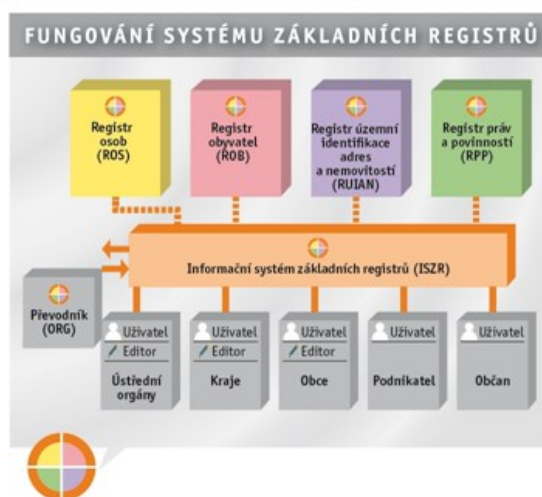 FUNGOVÁNÍ SYSTÉMU ZÁKLADNÍCH REGISTRŮ
Registr
osob
(ROS)
Registr
obyvatel
(ROB)
Registr územní
identifikace
adres
a nemovitostí
(RUIAN)
Registr práv
a povinností
(RPP)
Informační systém základních registrů (ISZR)
Převodník
(ORG)
Uživatel
Editor
Ústřední
orgány
Uživatel
Editor
Kraje
Uživatel
Editor
Obce
Uživatel
Podnikatel
Uživatel
Občan